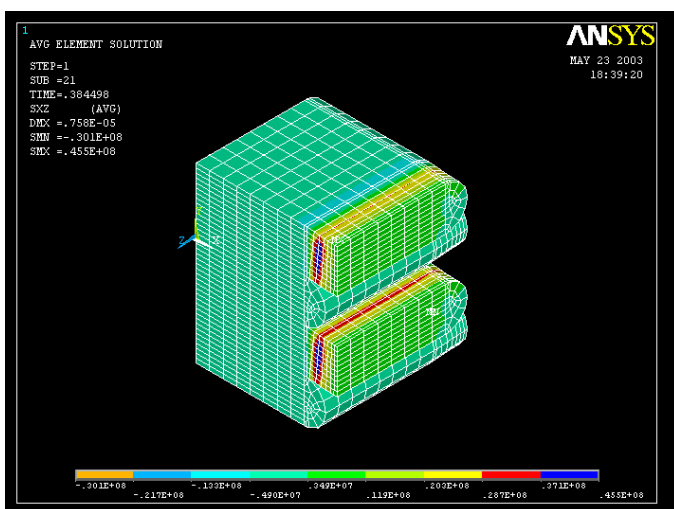 1
AVG ELEMENT SOLUTION
STEP=1
SUB =21
TIME=.384498
SXZ (AVG)
DMX =.758E-05
SMN =-.301E+08
SMX =.455E+08
ANSYS
MAY 23 2003
18:39:20
Z X
-.301E+08 -.133E+08 .349E+07 .203E+08 .371E+08
-.217E+08 -.490E+07 .119E+08 .287E+08 .455E+08